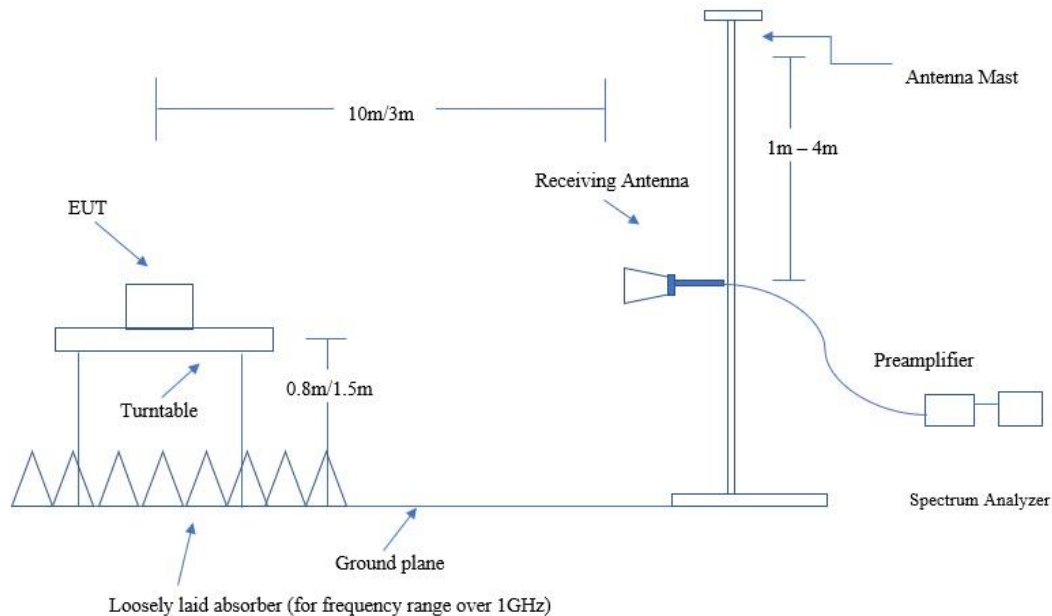 Antenna Mast
10m/3m
1m – 4m
Receiving Antenna
EUT
Preamplifier
0.8m/1.5m
Turntable
Spectrum Analyzer
Ground plane
Loosely laid absorber (for frequency range over 1GHz)